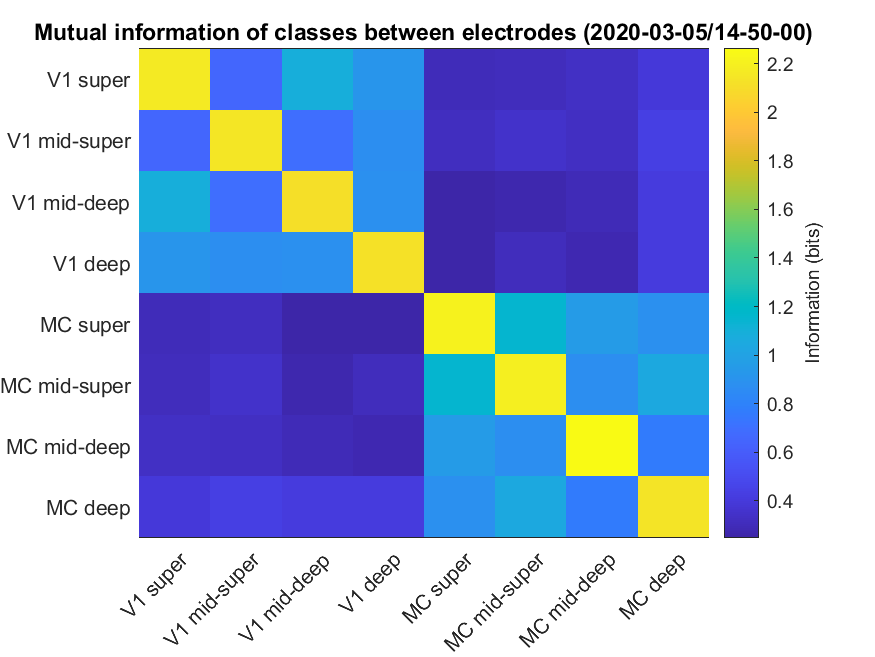 Mutual information of classes between electrodes (2020-03-05/14-50-00)
V1 super
V1 mid-super
V1 mid-deep
V1 deep
MC super
MC mid-super
MC mid-deep
MC deep
V1 super
V1 mid-super
V1 mid-deep
V1 deep
MC super
MC mid-super
MC mid-deep
MC deep
2.2
2
1.8
1.6
1.4
1.2
1
0.8
0.6
0.4
Information (bits)